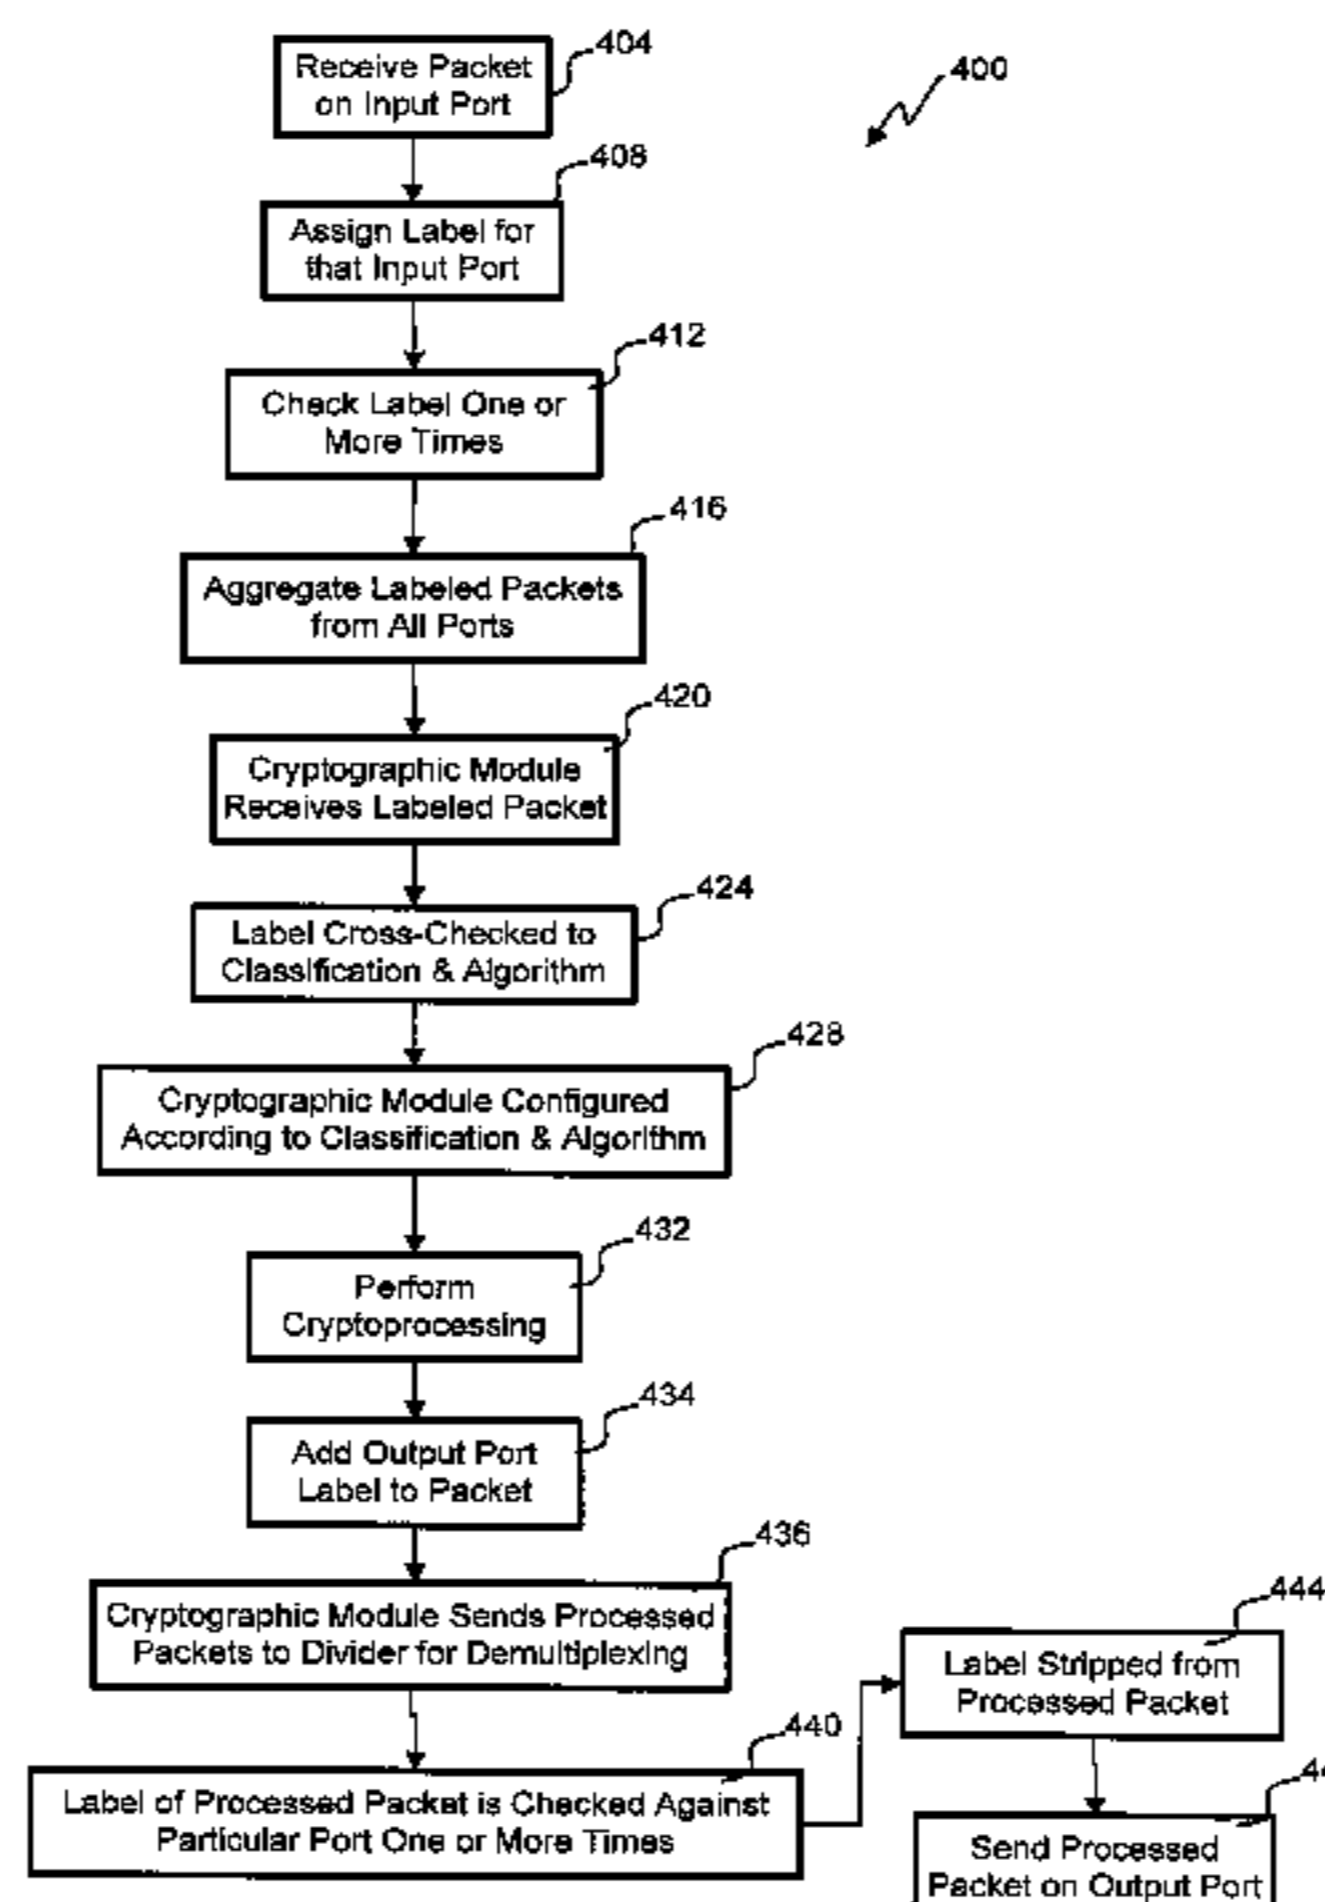 404
Receive Packet
on Input Port
400
408
Assign Label for
that Input Port
412
Check Label One or
More Times
416
Aggregate Labeled Packets
from All Ports
420
Cryptographic Module
Receives Labeled Packet
424
Label Cross-Checked to
Classification & Algorithm
428
Cryptographic Module Configured
According to Classification & Algorithm
432
Perform
Cryptoprocessing
434
Add Output Port
Label to Packet
436
Cryptographic Module Sends Processed
Packets to Divider for Demultiplexing
440
Label of Processed Packet is Checked Against
Particular Port One or More Times
444
Label Stripped from
Processed Packet
Send Processed
Packet on Output Port